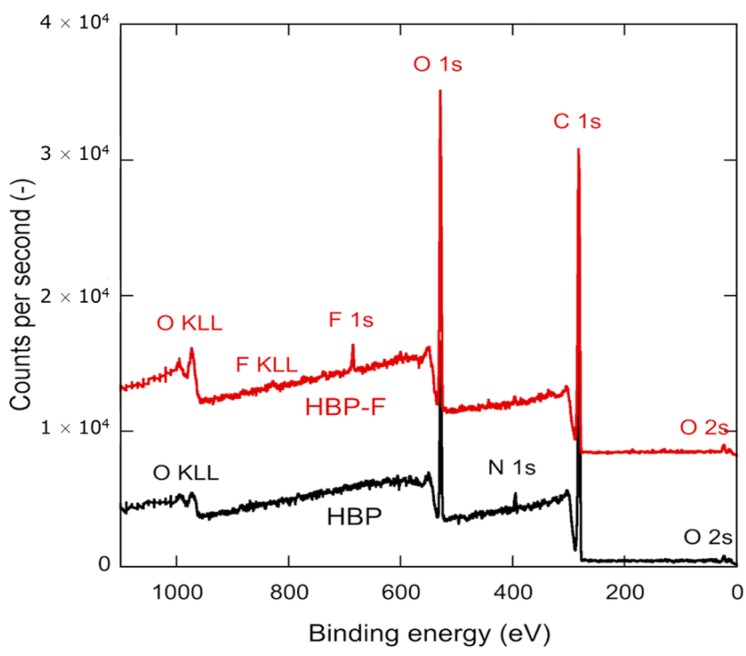 4 × 10⁴
3 × 10⁴
2 × 10⁴
1 × 10⁴
0
Counts per second (-)
O 1s
C 1s
O KLL
F KLL
F 1s
HBP-F
O 2s
O KLL
HBP
N 1s
O 2s
1000 800 600 400 200 0
Binding energy (eV)